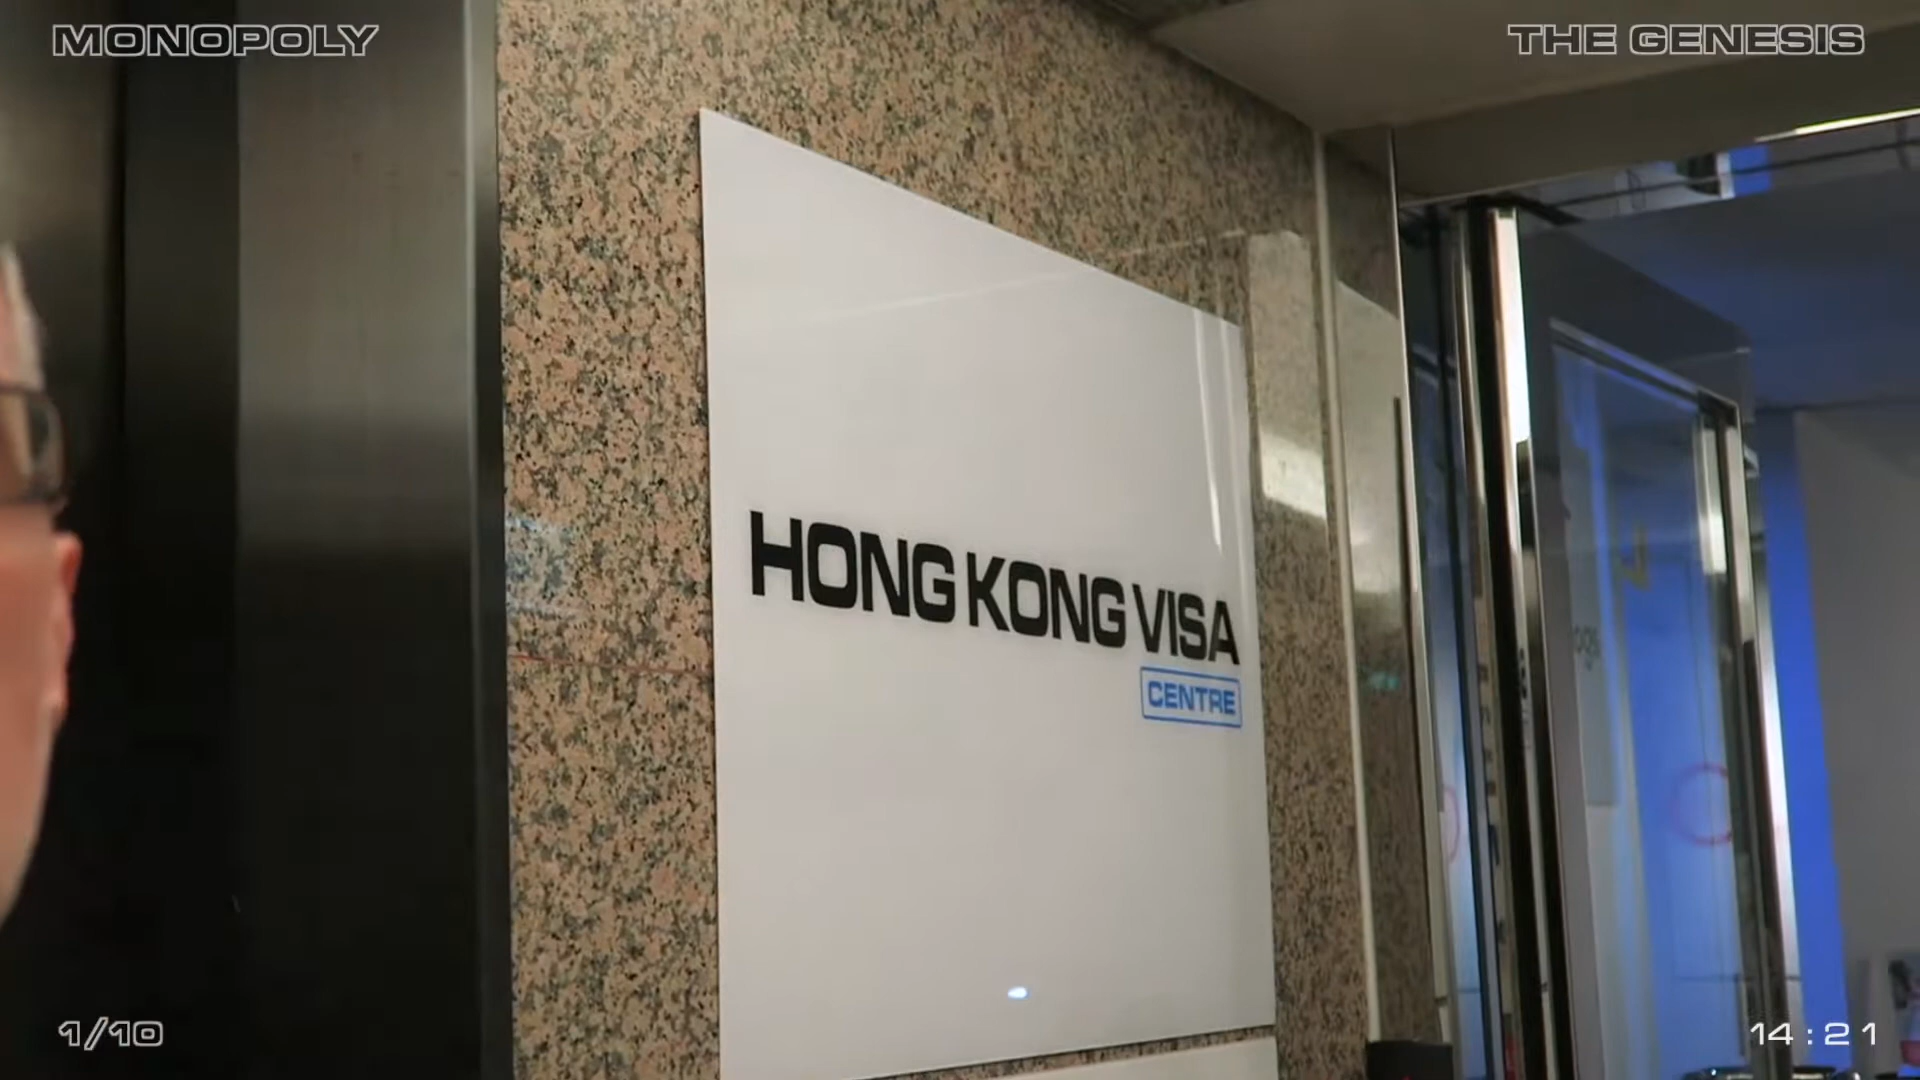 MONOPOLY
THE GENESIS
HONG KONG VISA
CENTRE
1/10
14:21